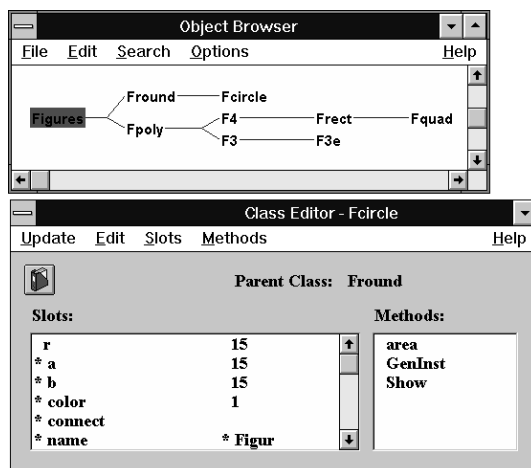 Object Browser
File Edit Search Options Help
Fround Fcircle
Figures
F4 Frect Fquad
Fpoly
F3 F3e
Class Editor - Fcircle
Update Edit Slots Methods Help
Parent Class: Fround
Slots: Methods:
r 15
* a 15
* b 15
* color 1
* connect
* name * Figur
area
GenInst
Show